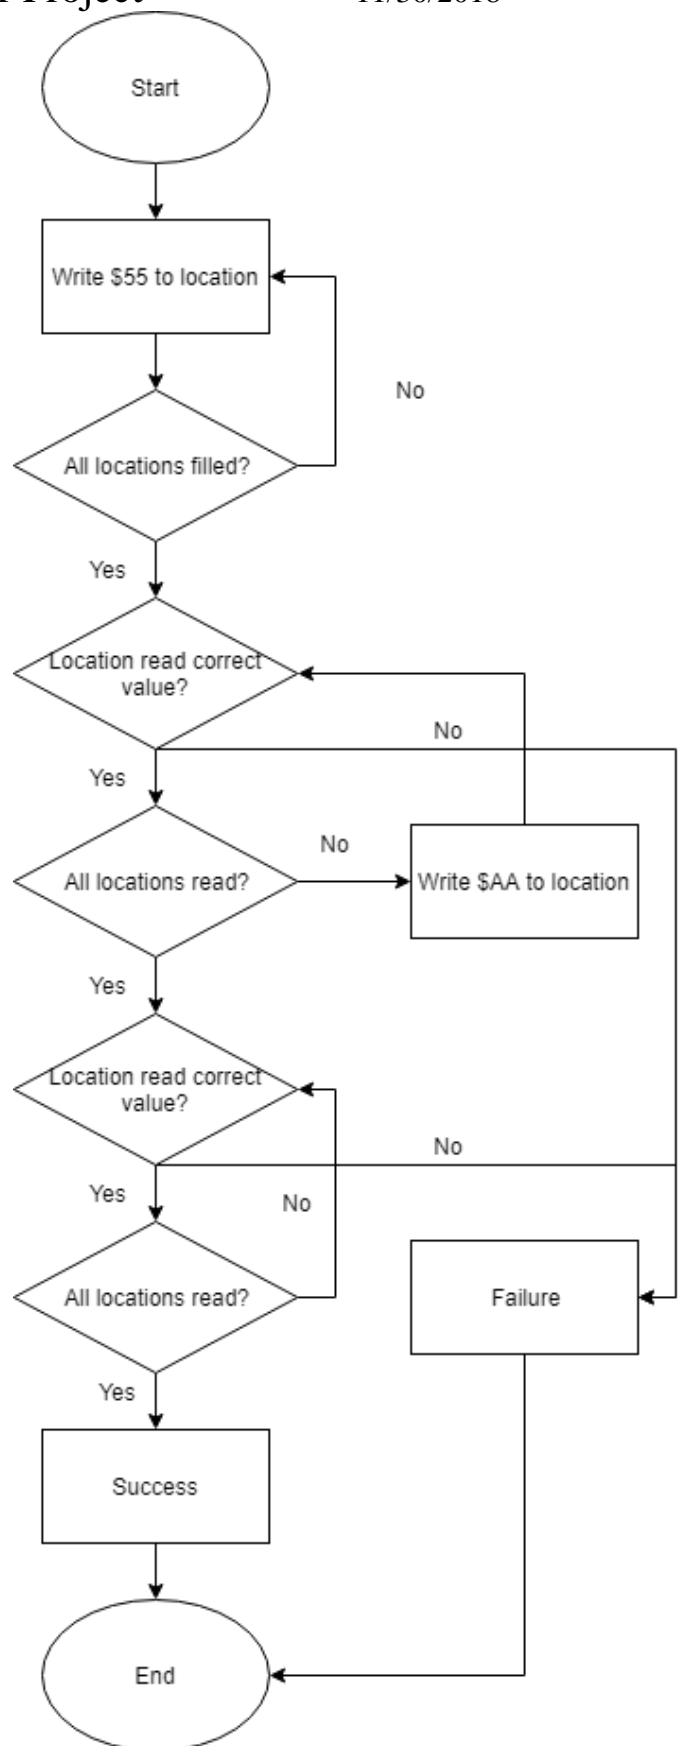 Project
11/30/2018
Start
Write $55 to location
No
All locations filled?
Yes
Location read correct
value?
No
Yes
No
All locations read?
Write $AA to location
Yes
Location read correct
value?
No
Yes
No
All locations read?
Failure
Yes
Success
End